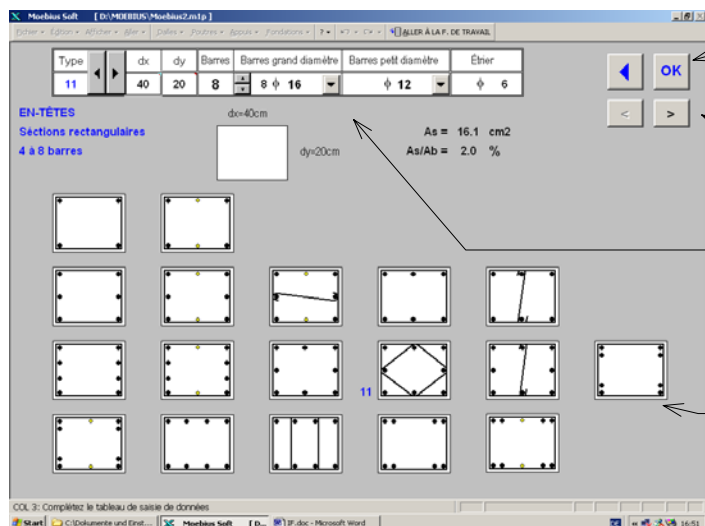 Moebius Soft [ D:\MOEBIUS\Moebius2.m1p ]
Fichier Édition Afficher Aller Dalles Poutres Appuis Fondations ? ALLER À LA F. DE TRAVAIL
Type dx dy Barres Barres grand diamètre Barres petit diamètre Étrier
11 40 20 8 8 ϕ 16 ϕ 12 ϕ 6
OK
< >
EN-TÊTES dx=40cm
Séctions rectangulaires As = 16.1 cm2
4 à 8 barres dy=20cm As/Ab = 2.0 %
11
COL 3: Complétez le tableau de saisie de données
Start C:\Dokumente und Einst... Moebius Soft [ D... IF.doc - Microsoft Word 16:51